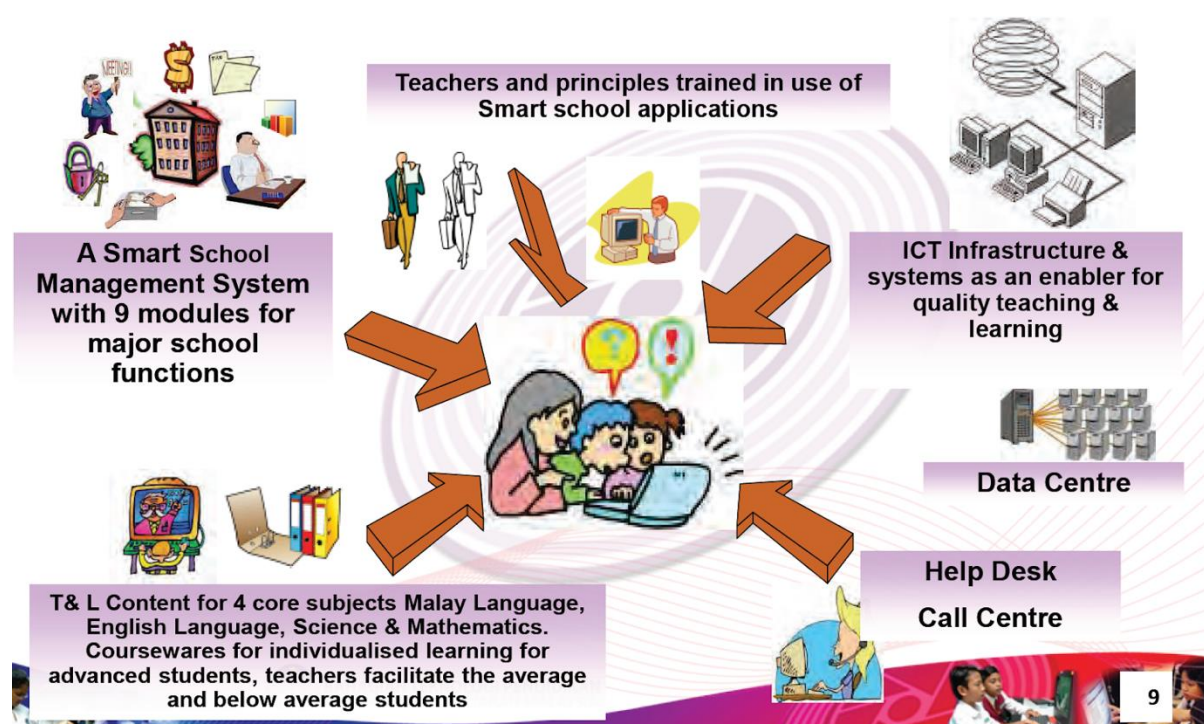 MEETING!!
Teachers and principles trained in use of
Smart school applications
A Smart School
Management System
with 9 modules for
major school
functions
ICT Infrastructure &
systems as an enabler for
quality teaching &
learning
Data Centre
T& L Content for 4 core subjects Malay Language,
English Language, Science & Mathematics.
Coursewares for individualised learning for
advanced students, teachers facilitate the average
and below average students
Help Desk
Call Centre
9